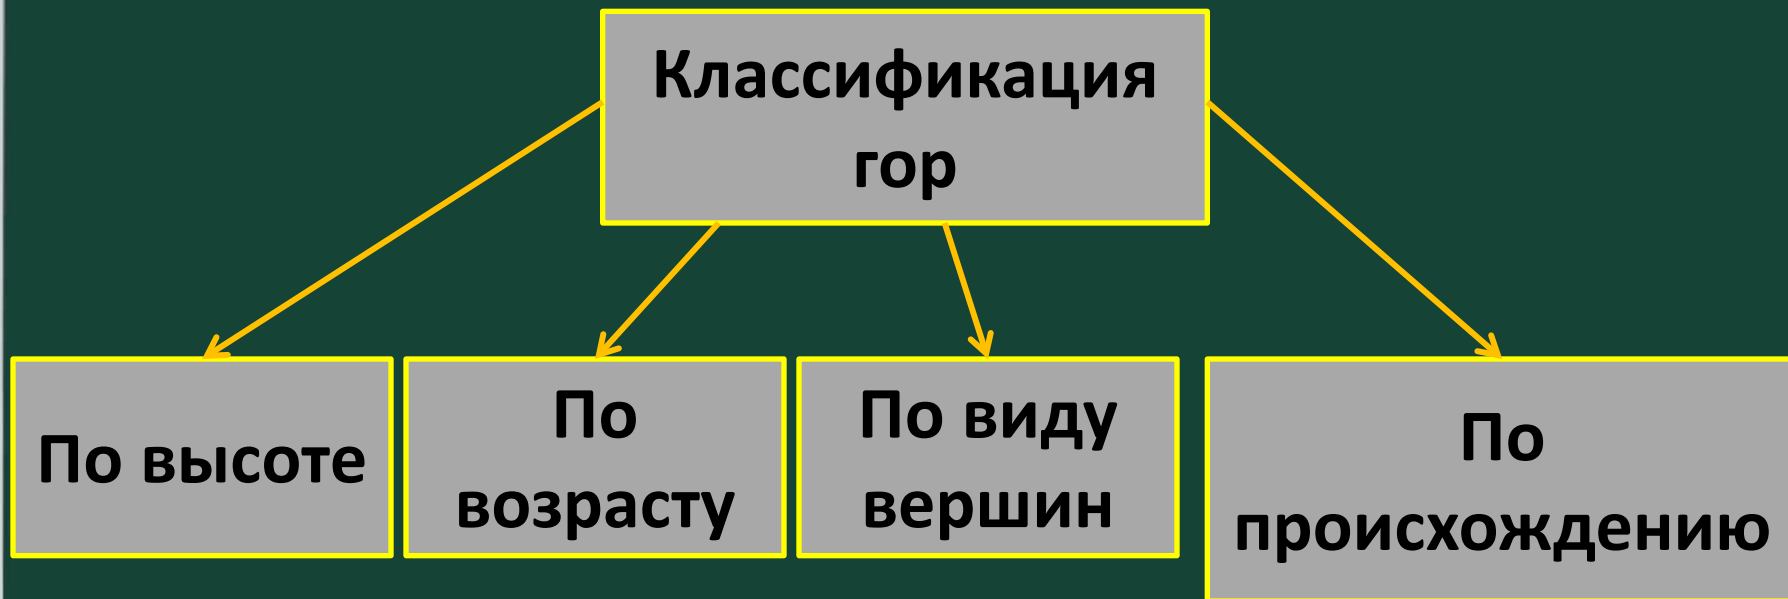 Классификация
гор
По высоте
По
возрасту
По виду
вершин
По
происхождению